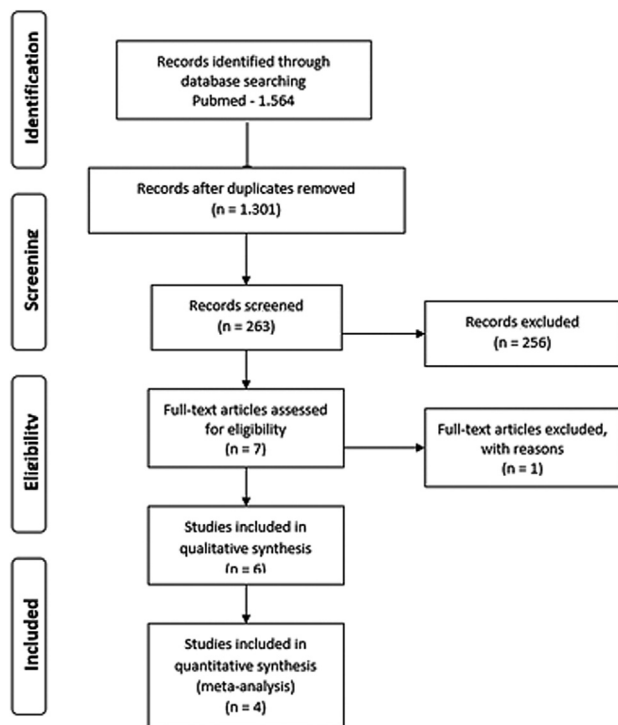 Identification
Records identified through
database searching
Pubmed - 1.564
Records after duplicates removed
(n = 1.301)
Screening
Records screened
(n = 263)
Records excluded
(n = 256)
Eligibility
Full-text articles assessed
for eligibility
(n = 7)
Full-text articles excluded,
with reasons
(n = 1)
Studies included in
qualitative synthesis
(n = 6)
Included
Studies included in
quantitative synthesis
(meta-analysis)
(n = 4)